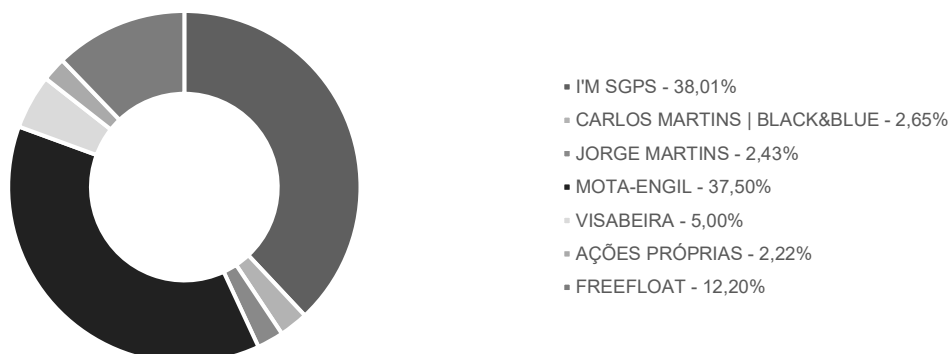 I'M SGPS - 38,01%
CARLOS MARTINS | BLACK&BLUE - 2,65%
JORGE MARTINS - 2,43%
MOTA-ENGIL - 37,50%
VISABEIRA - 5,00%
AÇÕES PRÓPRIAS - 2,22%
FREEFLOAT - 12,20%